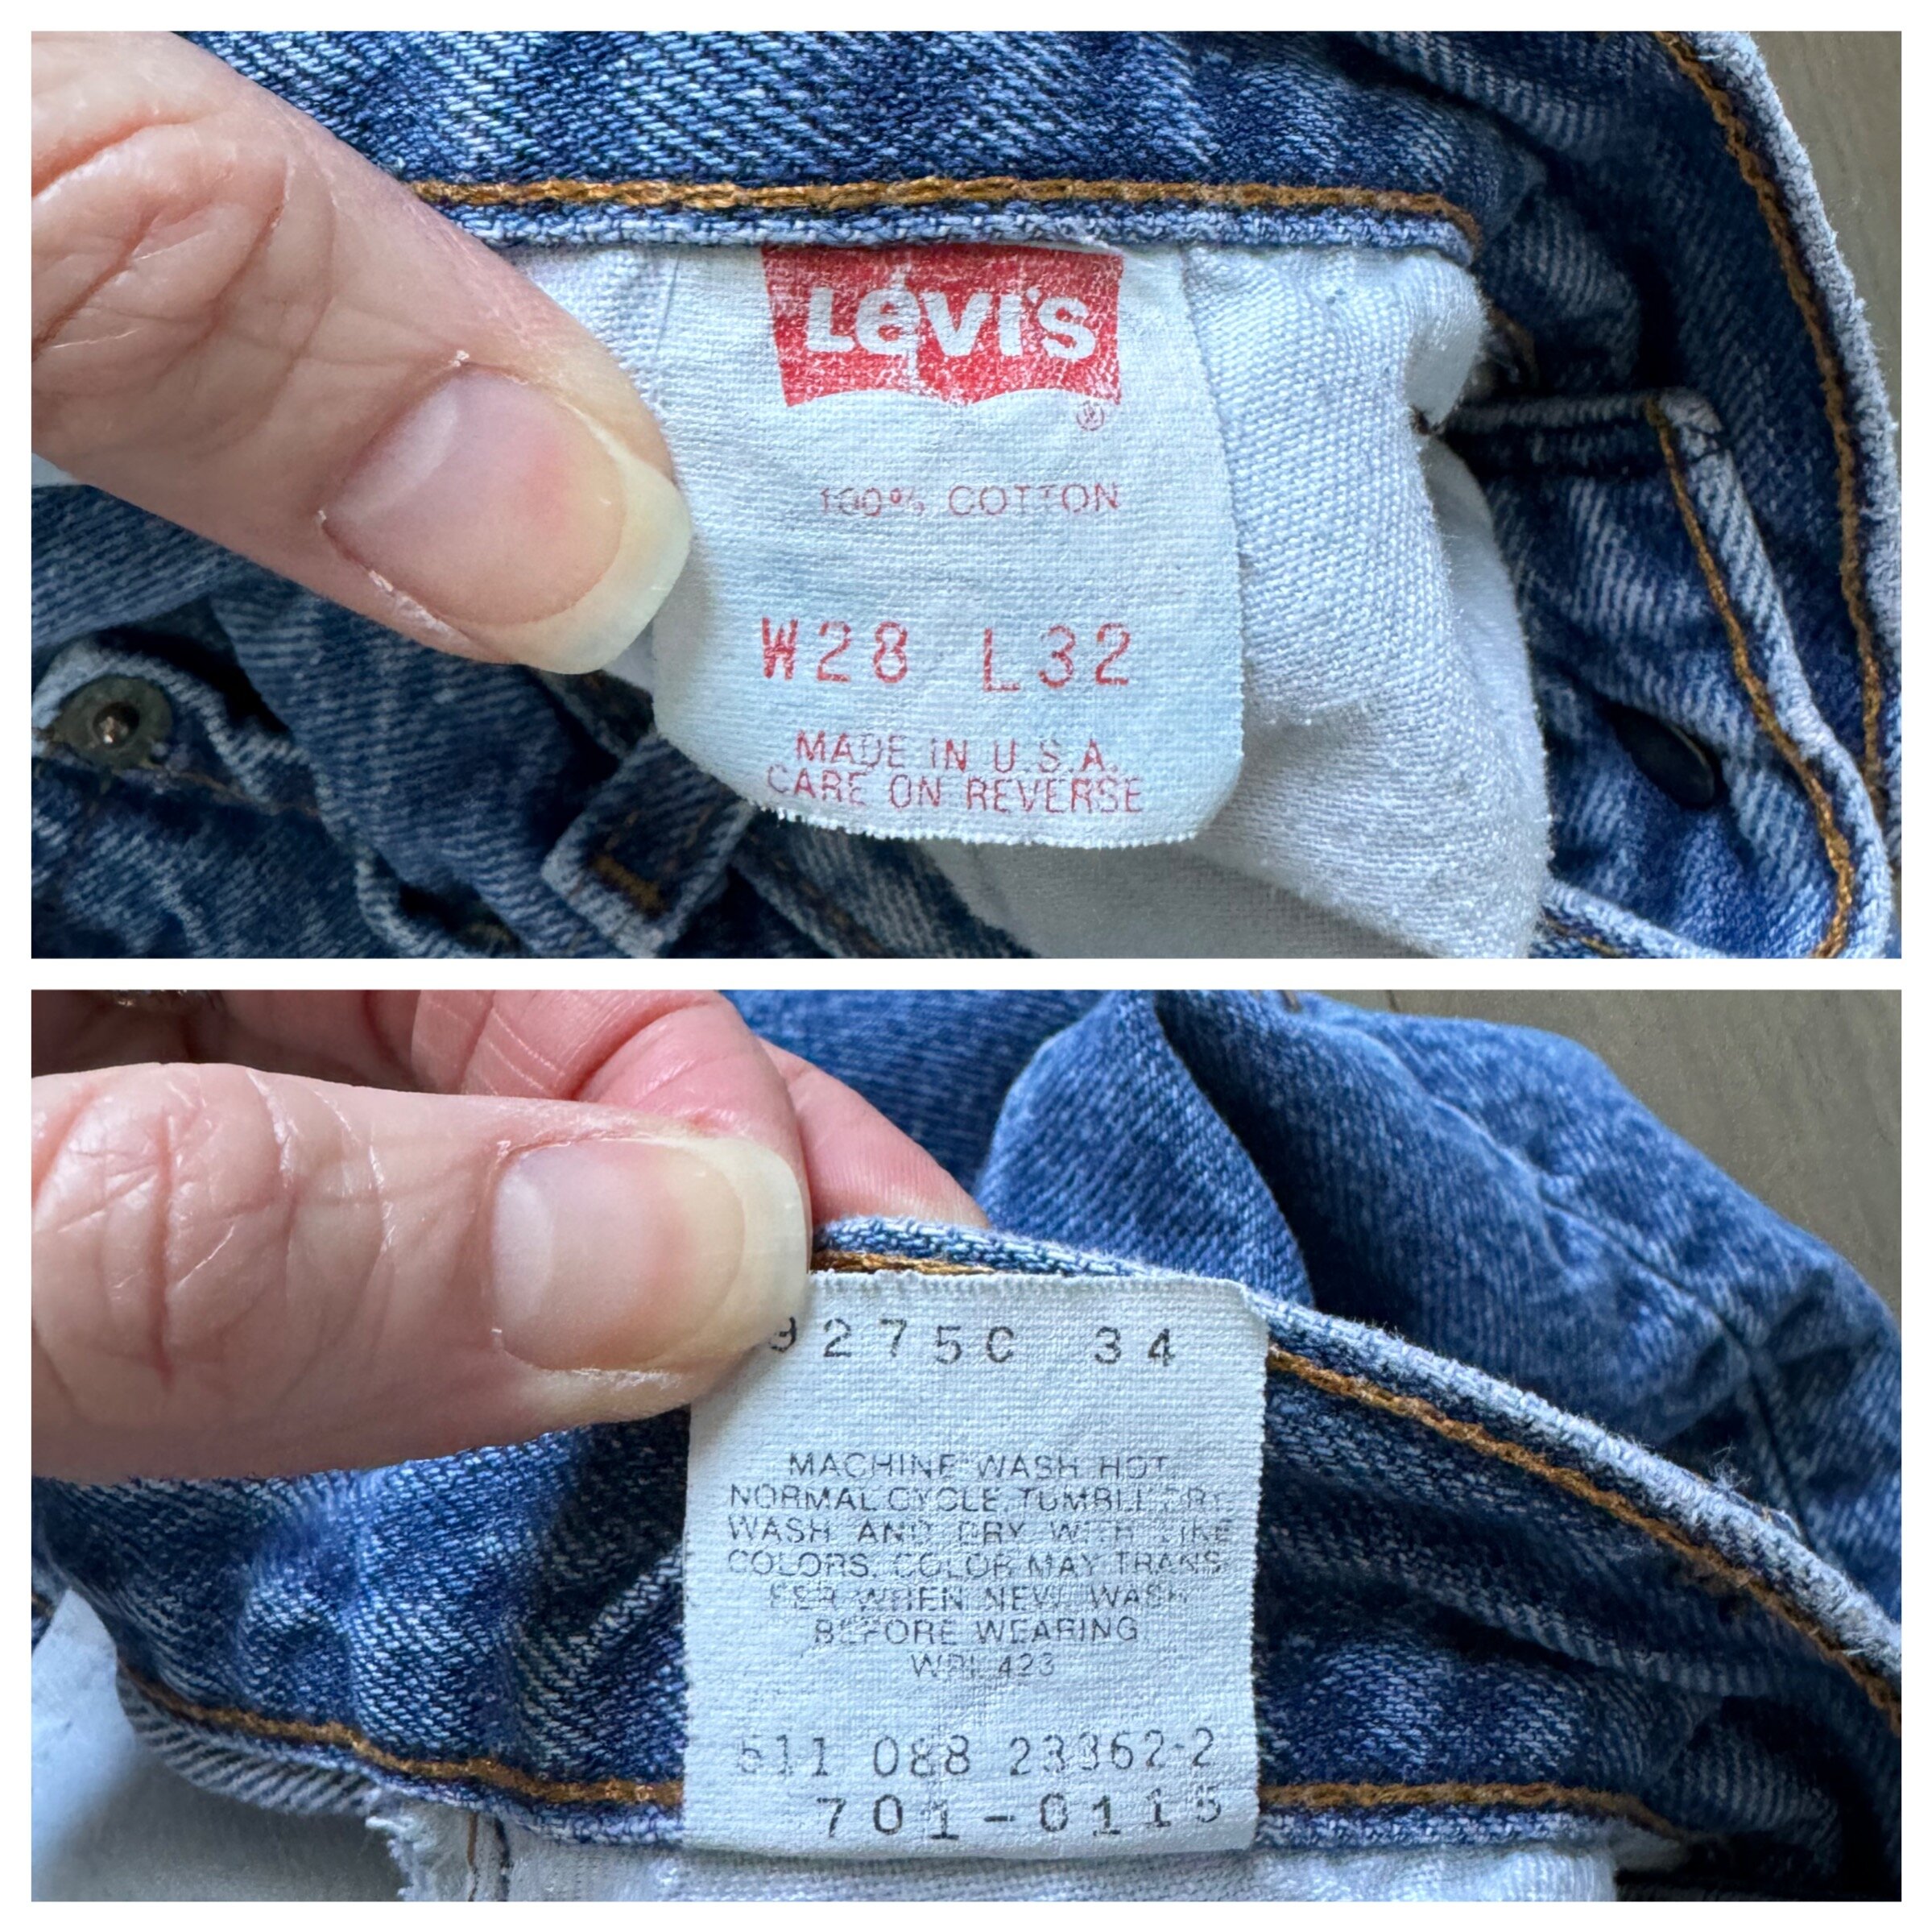 LEVI'S
®
100% COTTON
W28 L32
MADE IN U.S.A.
CARE ON REVERSE
9275C 34
MACHINE WASH HOT,
NORMAL CYCLE, TUMBLE DRY
WASH AND DRY WITH LIKE
COLORS. COLOR MAY TRANS
FER WHEN NEW. WASH
BEFORE WEARING
WPL 423
511 088 23362-2
701-0115